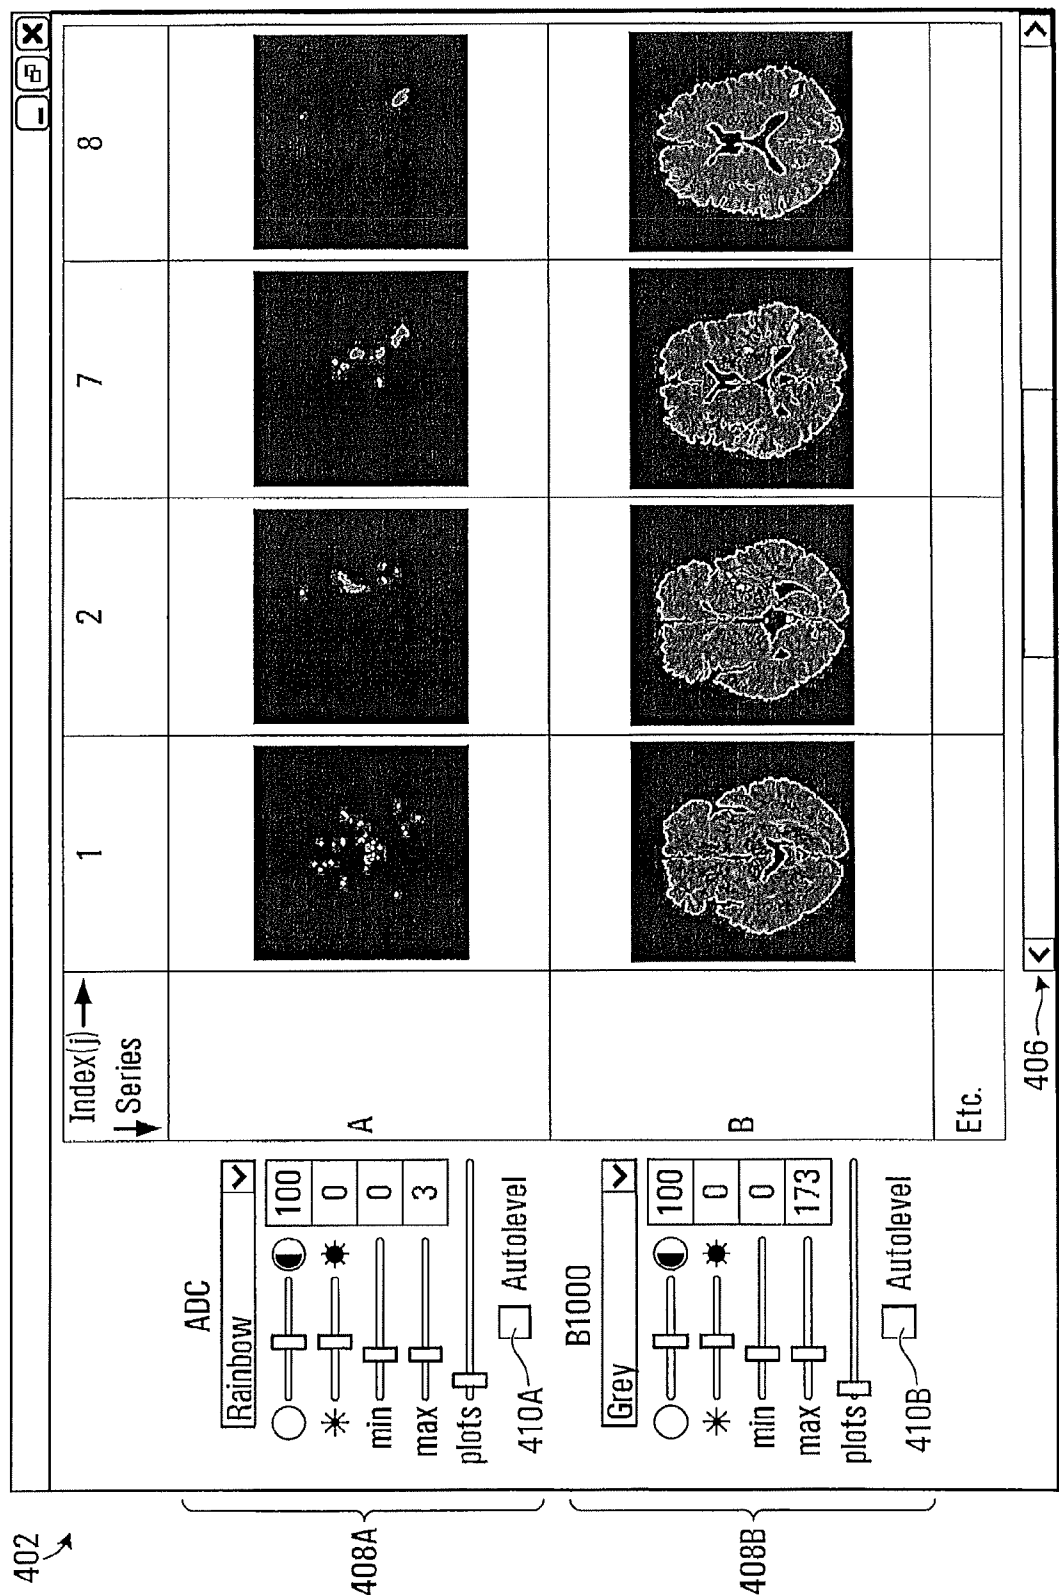 402
Index(j)
Series
1
2
7
8
408A
ADC
Rainbow
100
0
min
0
max
3
plots
410A
Autolevel
A
408B
B1000
Grey
100
0
min
0
max
173
plots
410B
Autolevel
B
Etc.
406